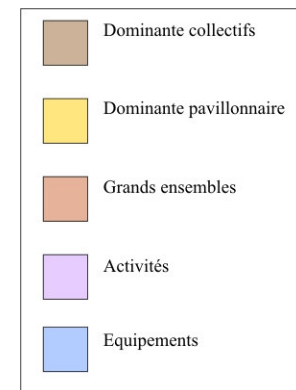 Dominante collectifs
Dominante pavillonnaire
Grands ensembles
Activités
Equipements